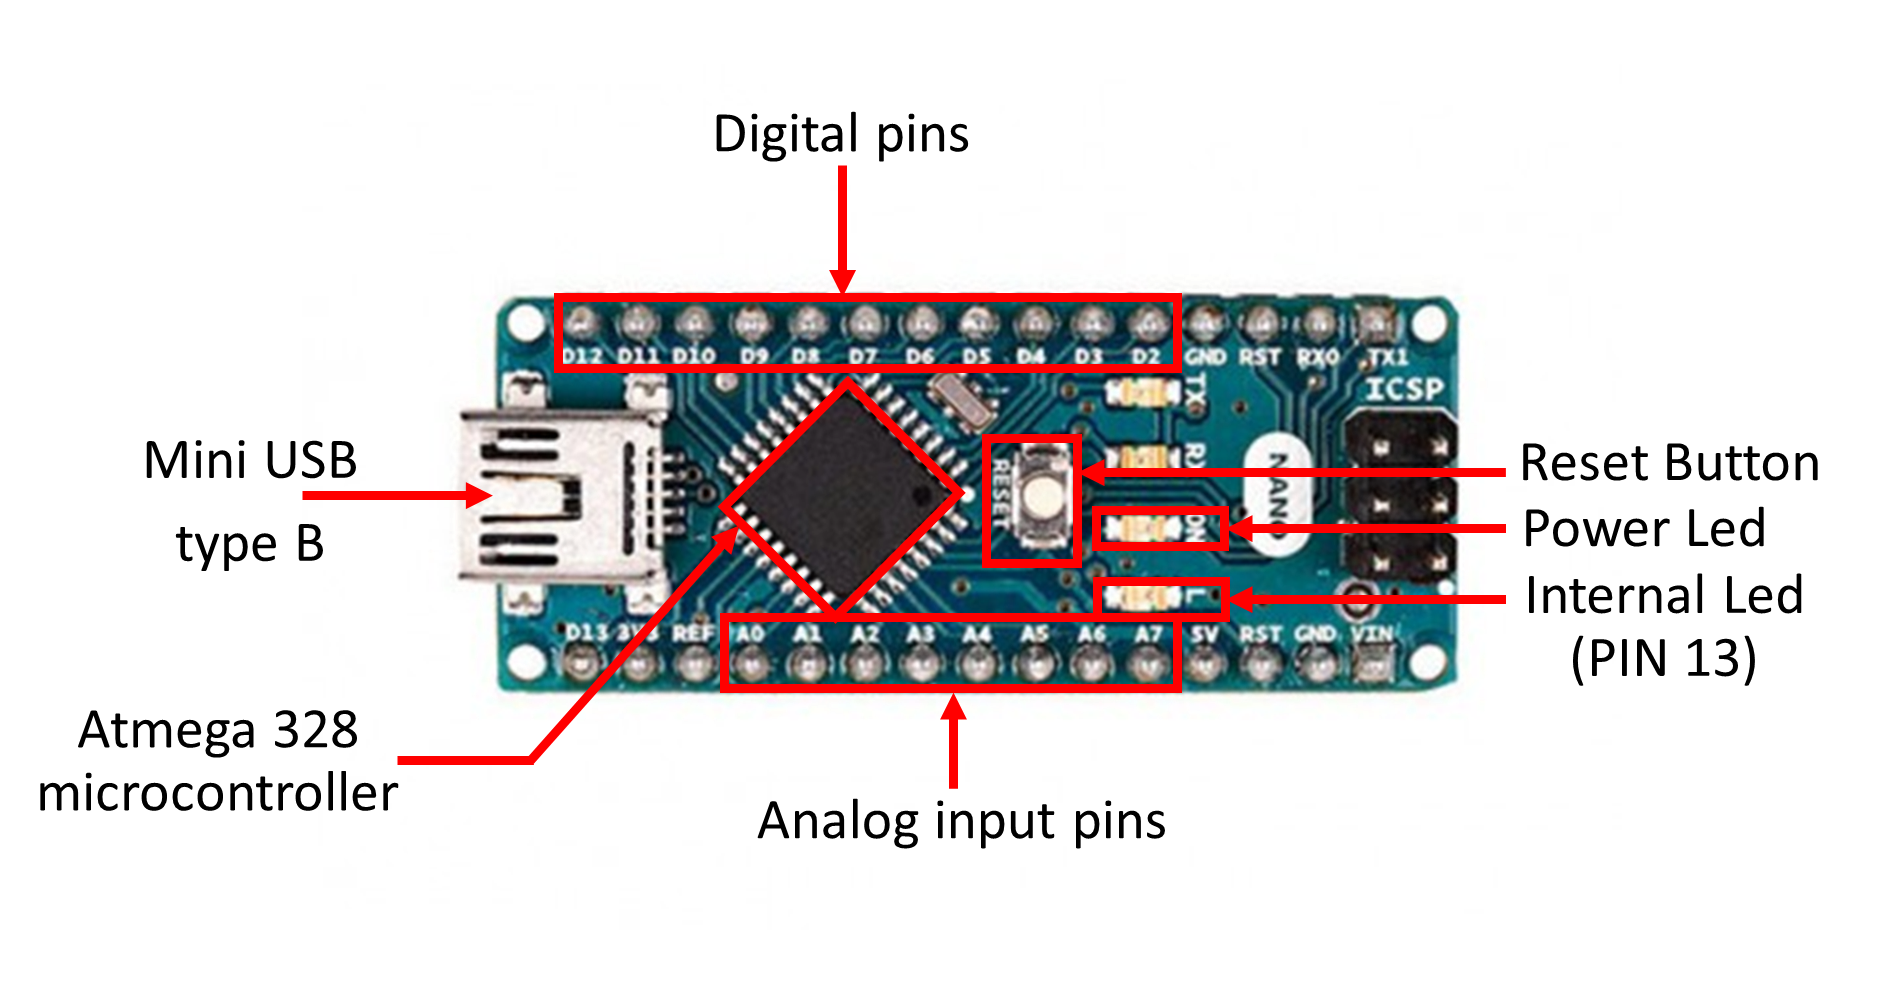 Digital pins
D12 D11 D10 D9 D8 D7 D6 D5 D4 D3 D2 GND RST RX0 TX1
TX
ICSP
Mini USB
type B
RESET
RX
NANO
Reset Button
ON
Power Led
L
Internal Led
(PIN 13)
D13 3V3 REF A0 A1 A2 A3 A4 A5 A6 A7 5V RST GND VIN
Atmega 328
microcontroller
Analog input pins